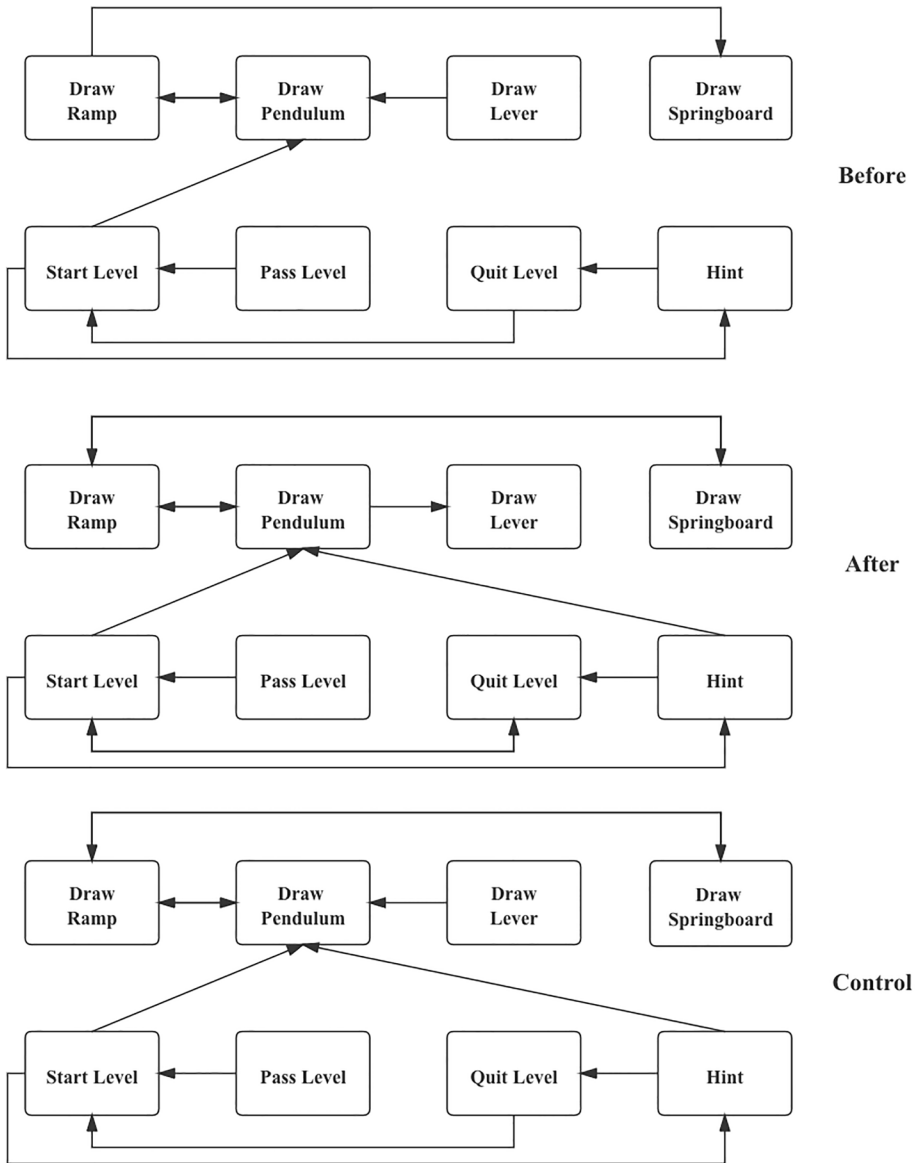 Draw
Ramp
Draw
Pendulum
Draw
Lever
Draw
Springboard
Before
Start Level
Pass Level
Quit Level
Hint
Draw
Ramp
Draw
Pendulum
Draw
Lever
Draw
Springboard
After
Start Level
Pass Level
Quit Level
Hint
Draw
Ramp
Draw
Pendulum
Draw
Lever
Draw
Springboard
Control
Start Level
Pass Level
Quit Level
Hint